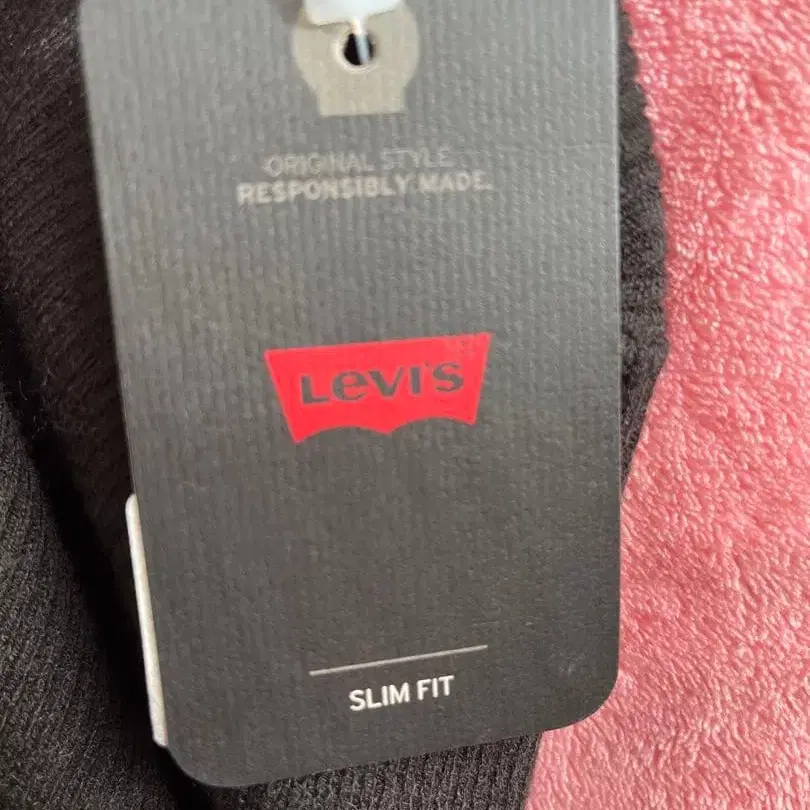 ORIGINAL STYLE
RESPONSIBLY MADE.
Levi's
SLIM FIT